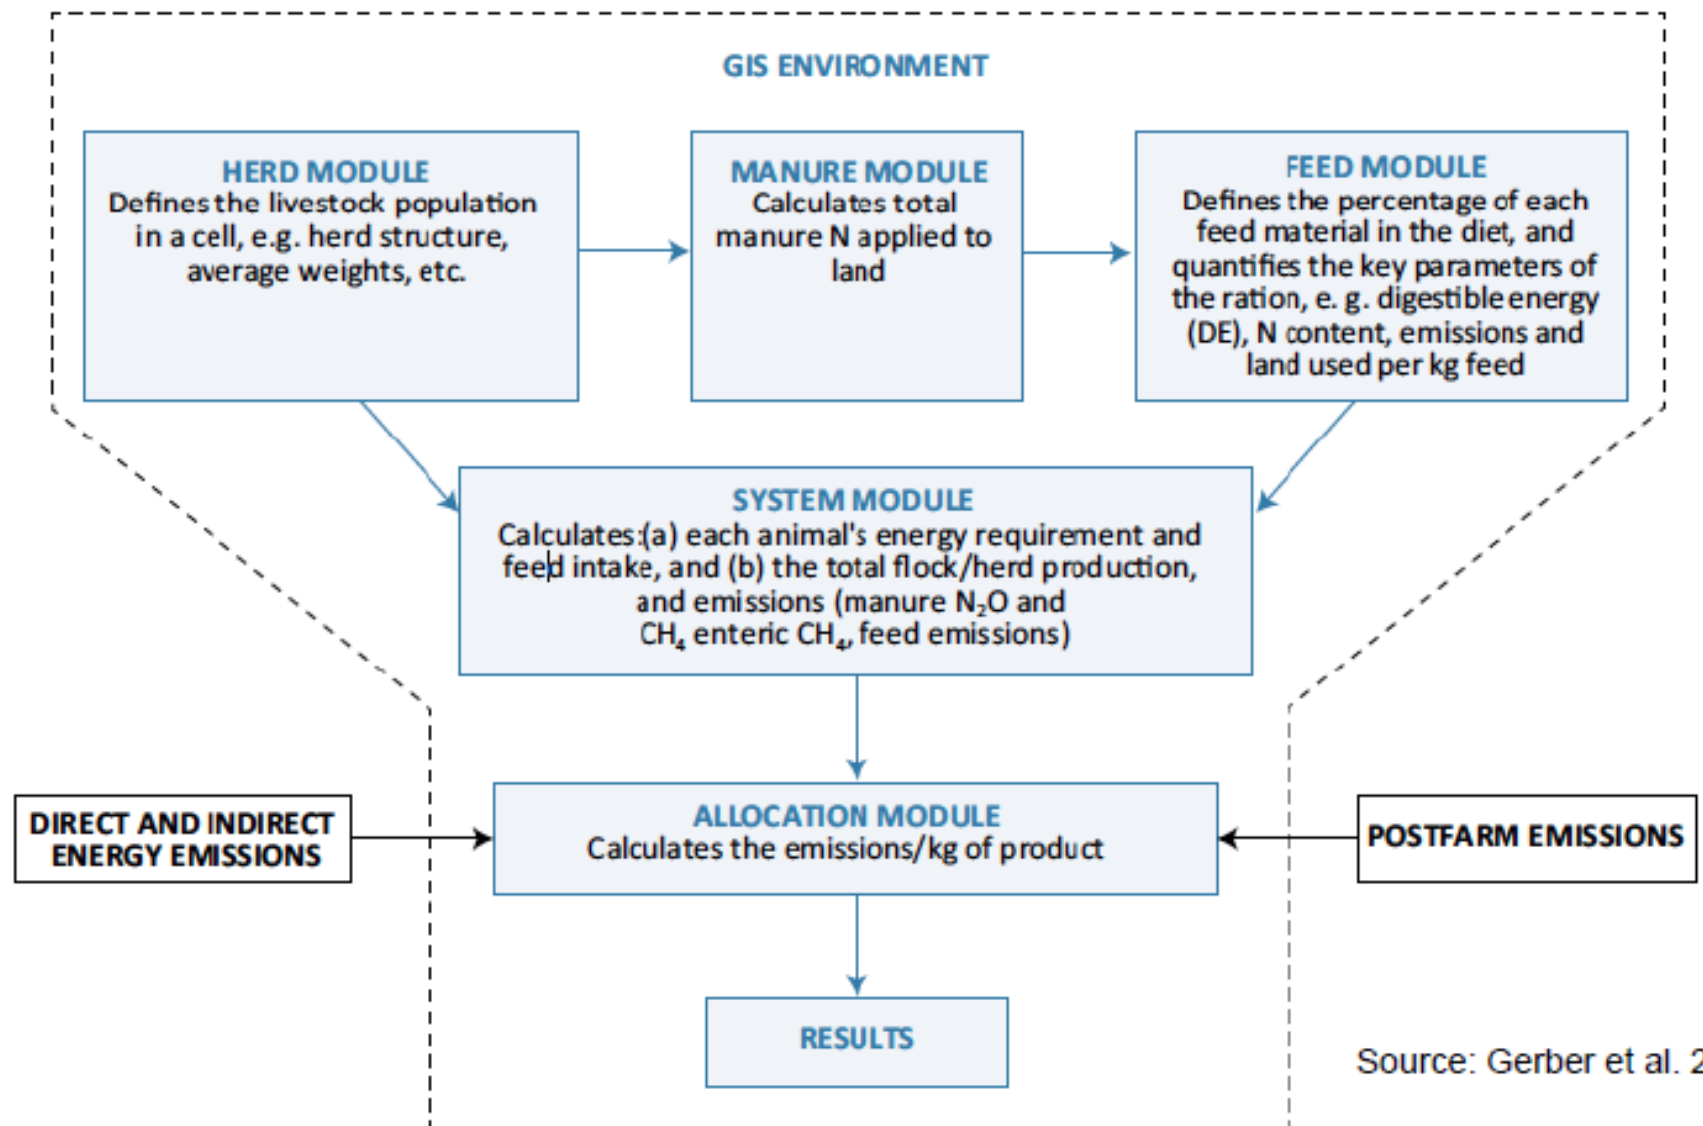 GIS ENVIRONMENT
HERD MODULE
Defines the livestock population
in a cell, e.g. herd structure,
average weights, etc.
MANURE MODULE
Calculates total
manure N applied to
land
FEED MODULE
Defines the percentage of each
feed material in the diet, and
quantifies the key parameters of
the ration, e. g. digestible energy
(DE), N content, emissions and
land used per kg feed
SYSTEM MODULE
Calculates:(a) each animal's energy requirement and
feed intake, and (b) the total flock/herd production,
and emissions (manure N₂O and
CH₄ enteric CH₄, feed emissions)
DIRECT AND INDIRECT
ENERGY EMISSIONS
ALLOCATION MODULE
Calculates the emissions/kg of product
POSTFARM EMISSIONS
RESULTS
Source: Gerber et al. 2